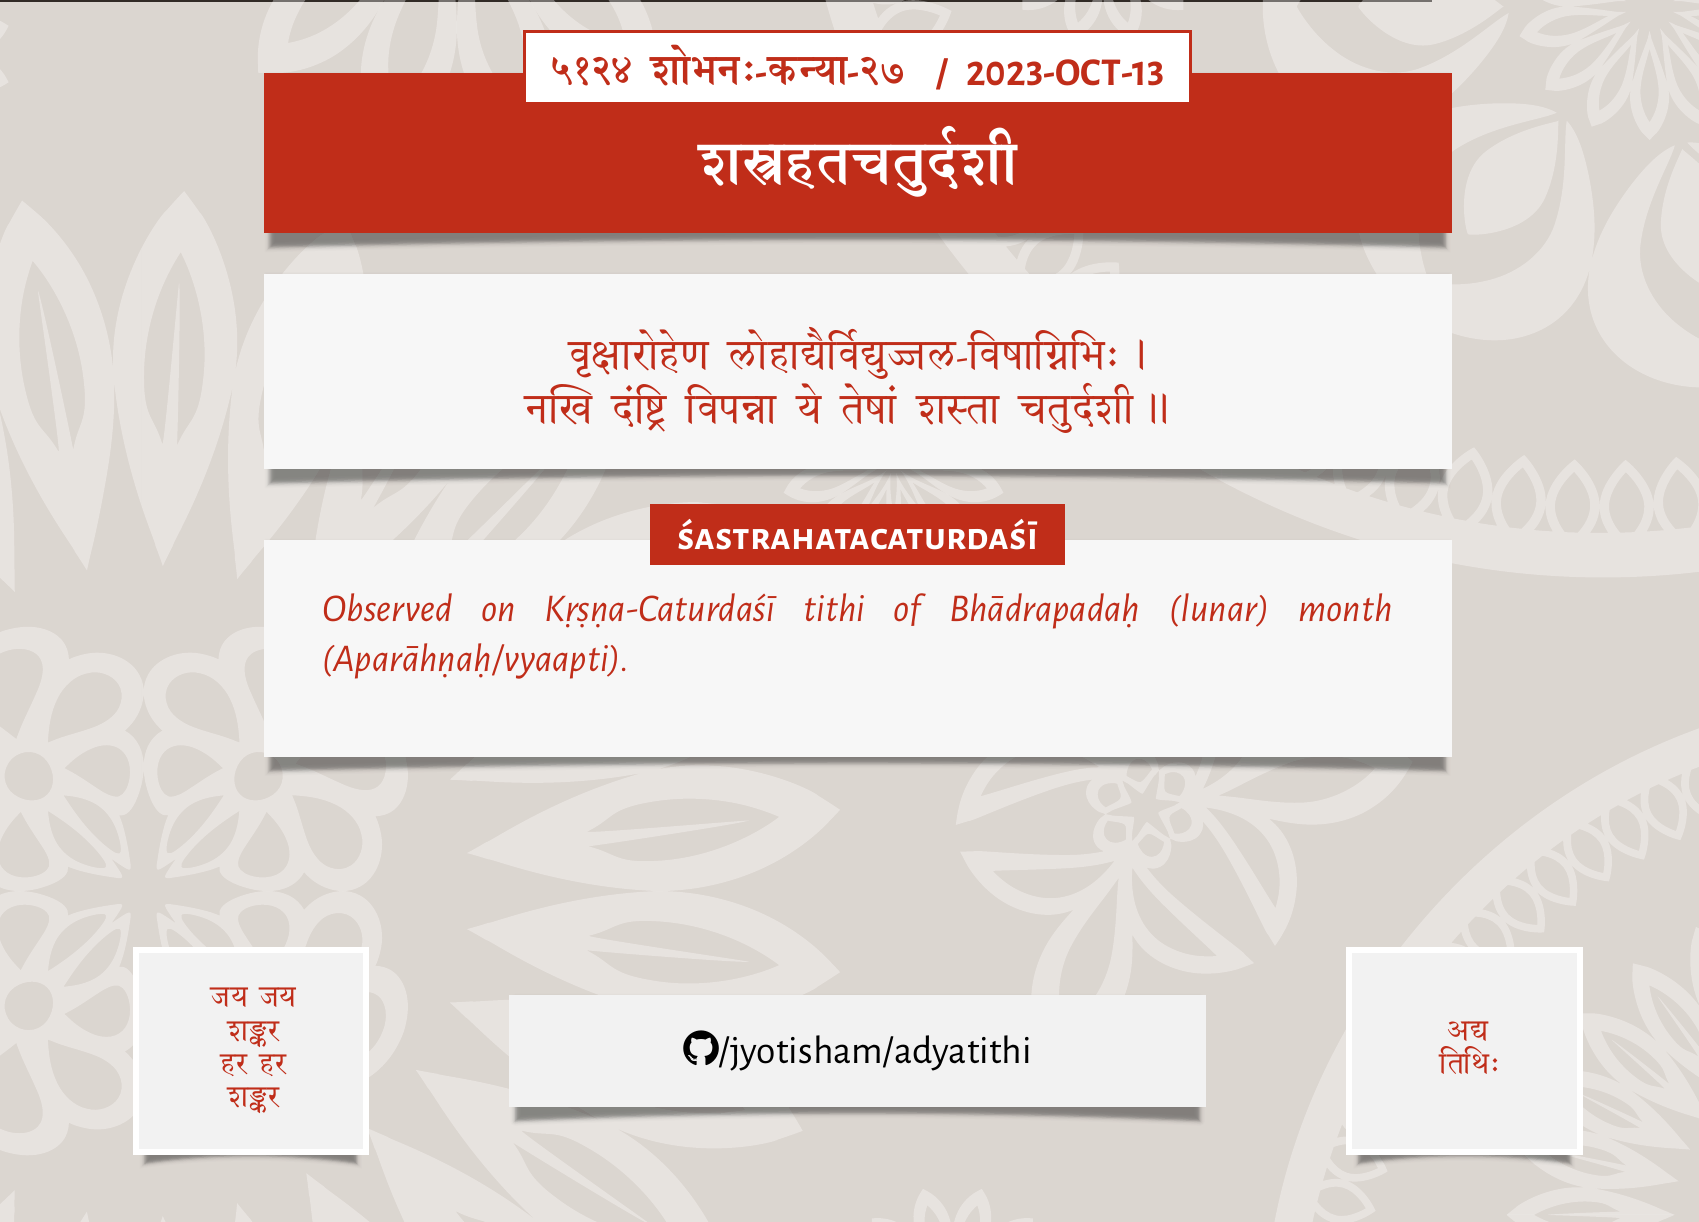 ५१२४ शोभनः-कन्या-२७ / 2023-OCT-13
शस्त्रहतचतुर्दशी
वृक्षारोहेण लोहाद्यैर्विद्युज्जल-विषाग्निभिः ।
नखि दंष्ट्रि विपन्ना ये तेषां शस्ता चतुर्दशी ॥
ŚASTRAHATACATURDAŚĪ
Observed on Kṛṣṇa-Caturdaśī tithi of Bhādrapadaḥ (lunar) month
(Aparāhṇaḥ/vyaapti).
जय जय
शङ्कर
हर हर
शङ्कर
/jyotisham/adyatithi
अद्य
तिथिः